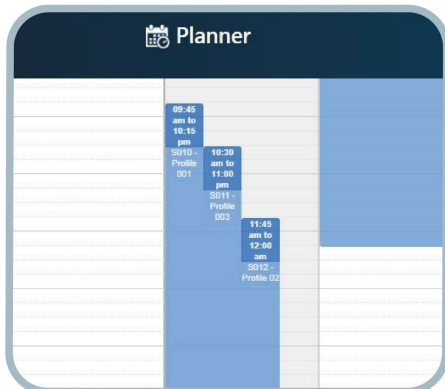 Planner
09:45
am to
10:15
pm
S010 -
Profile
001
10:30
am to
11:00
pm
S011 -
Profile
003
11:45
am to
12:00
am
S012 -
Profile 02